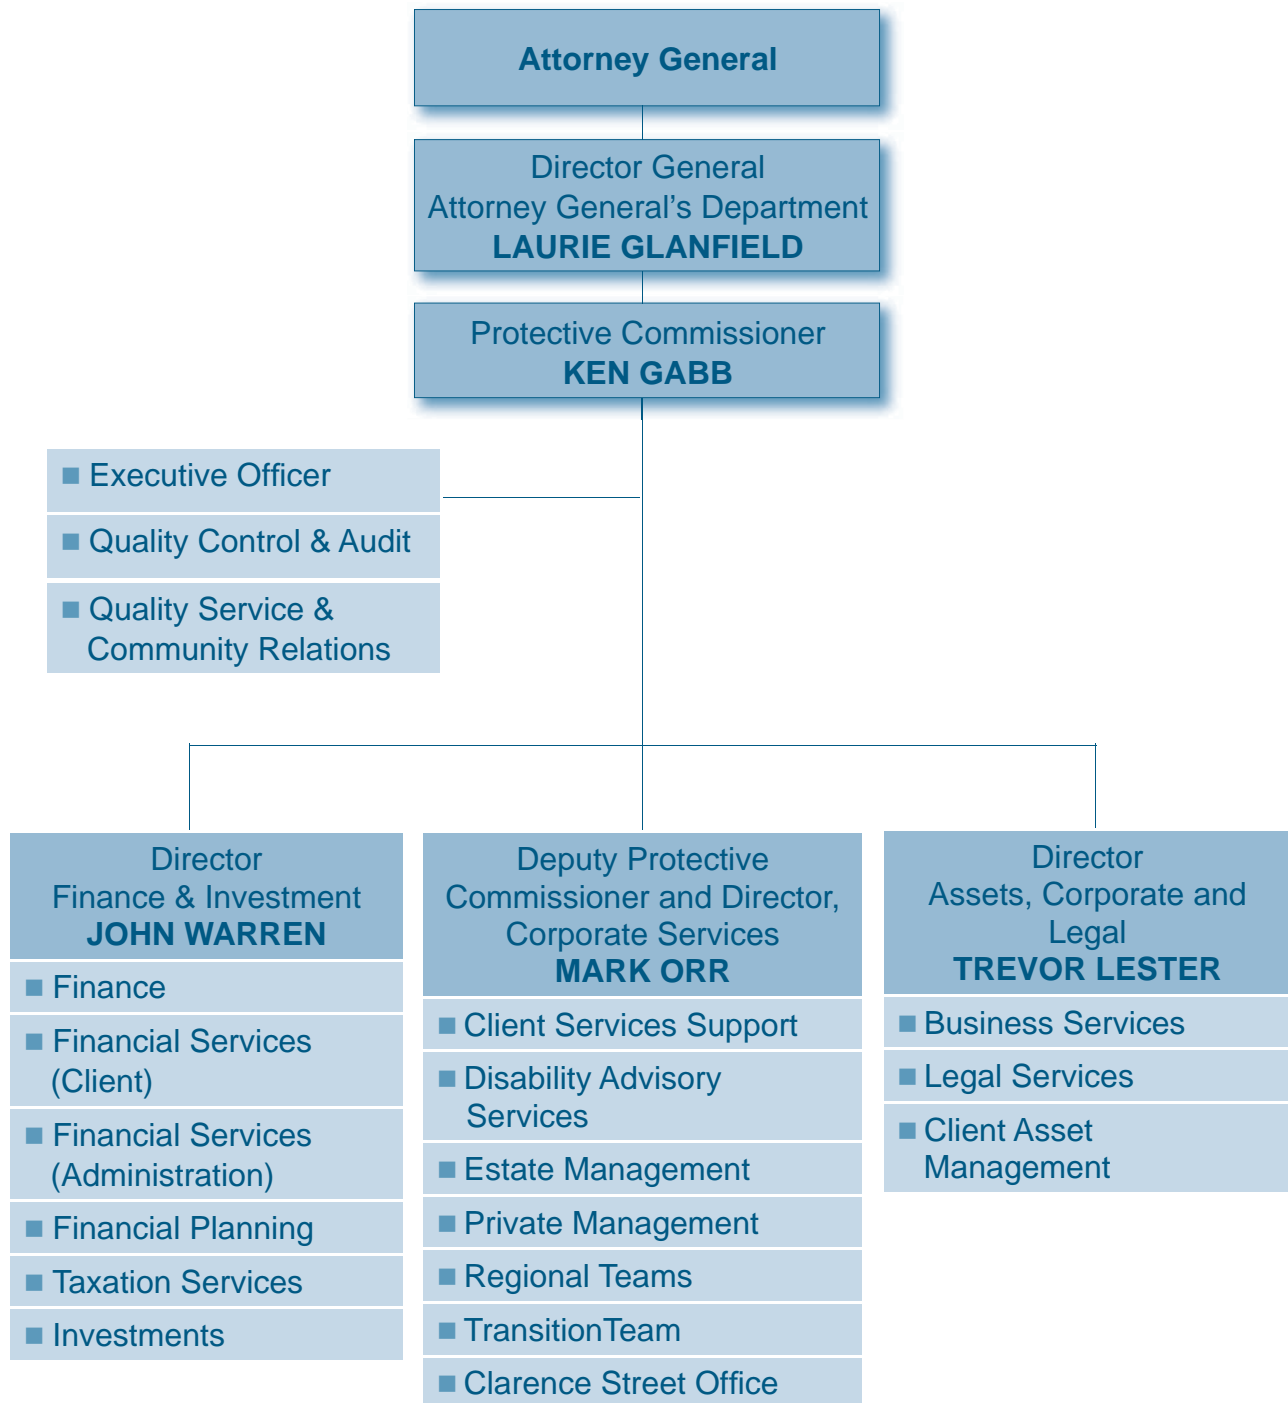 Attorney General
Director General
Attorney General’s Department
LAURIE GLANFIELD
Protective Commissioner
KEN GABB
Executive Officer
Quality Control & Audit
Quality Service &
Community Relations
Director
Finance & Investment
JOHN WARREN
Finance
Financial Services
(Client)
Financial Services
(Administration)
Financial Planning
Taxation Services
Investments
Deputy Protective
Commissioner and Director,
Corporate Services
MARK ORR
Client Services Support
Disability Advisory
Services
Estate Management
Private Management
Regional Teams
TransitionTeam
Clarence Street Office
Director
Assets, Corporate and
Legal
TREVOR LESTER
Business Services
Legal Services
Client Asset
Management